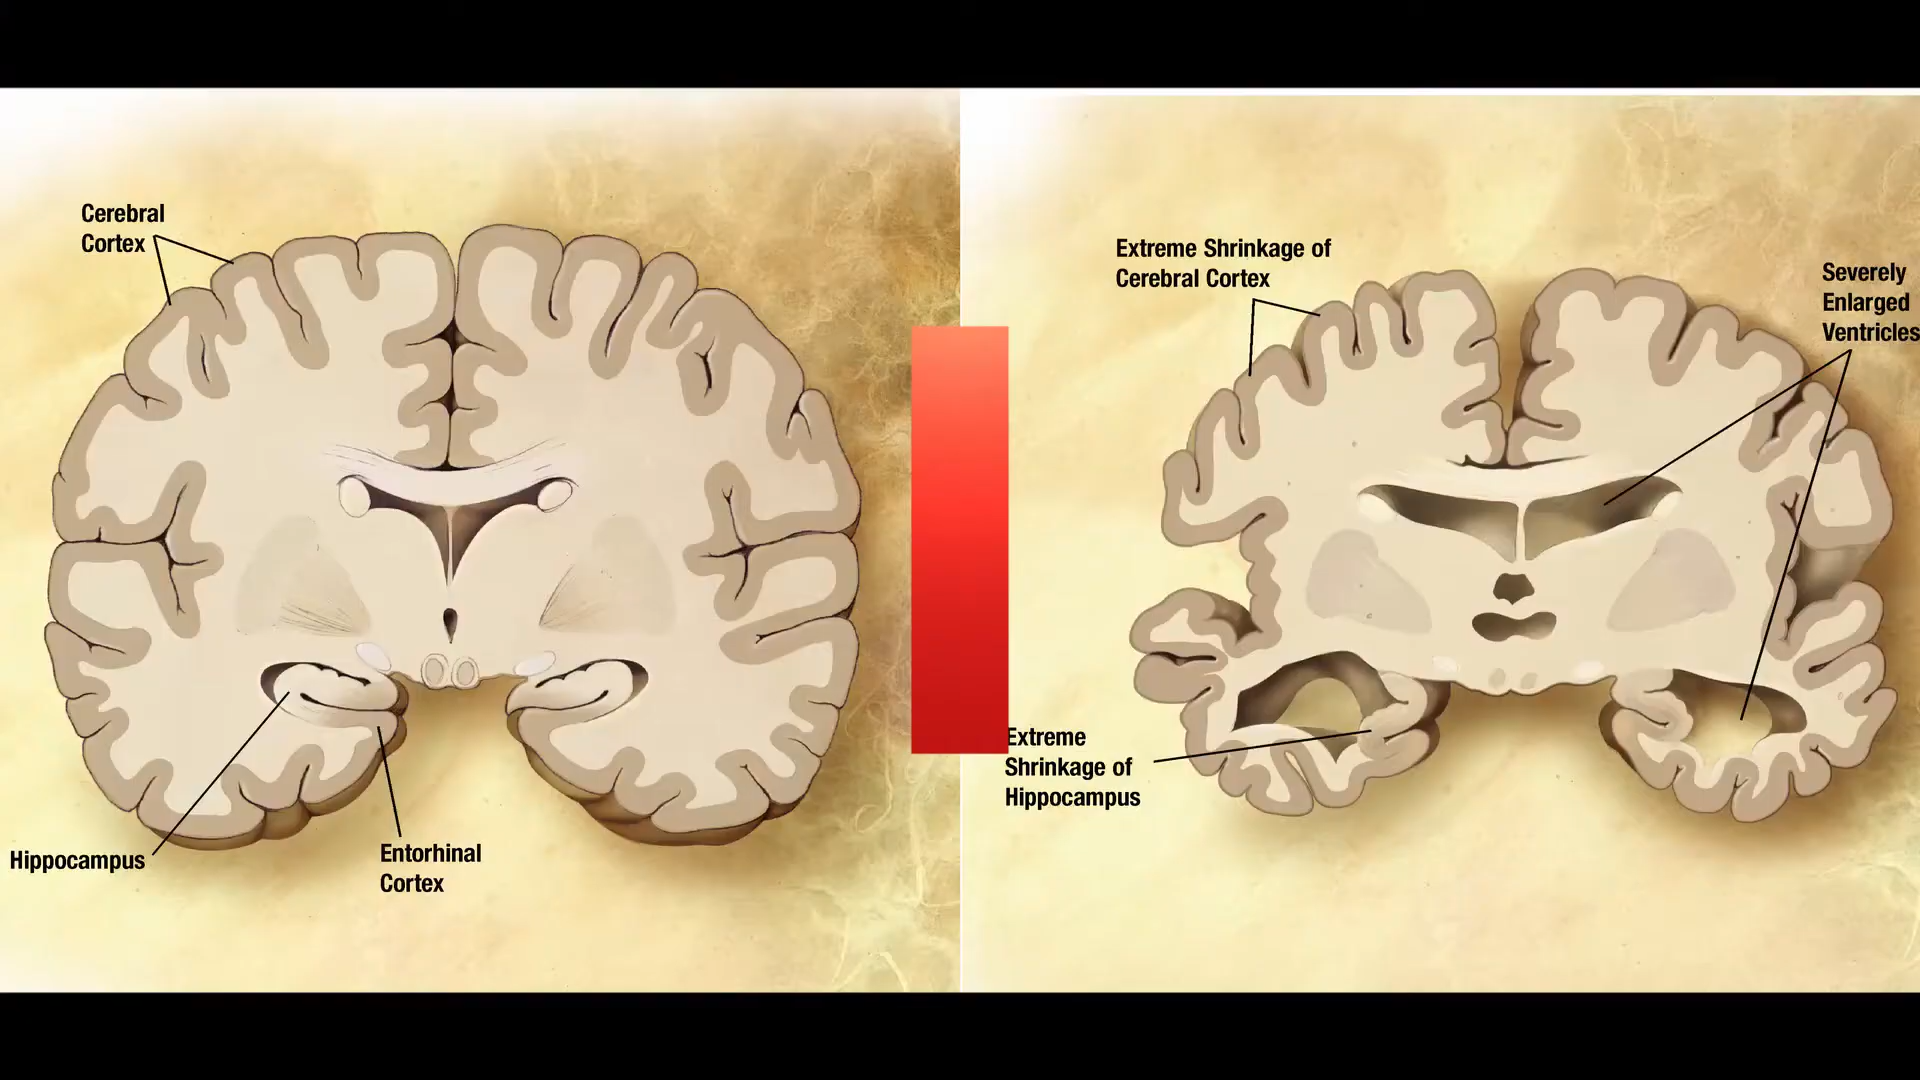 Cerebral
Cortex
Hippocampus
Entorhinal
Cortex
Extreme Shrinkage of
Cerebral Cortex
Severely
Enlarged
Ventricles
Extreme
Shrinkage of
Hippocampus